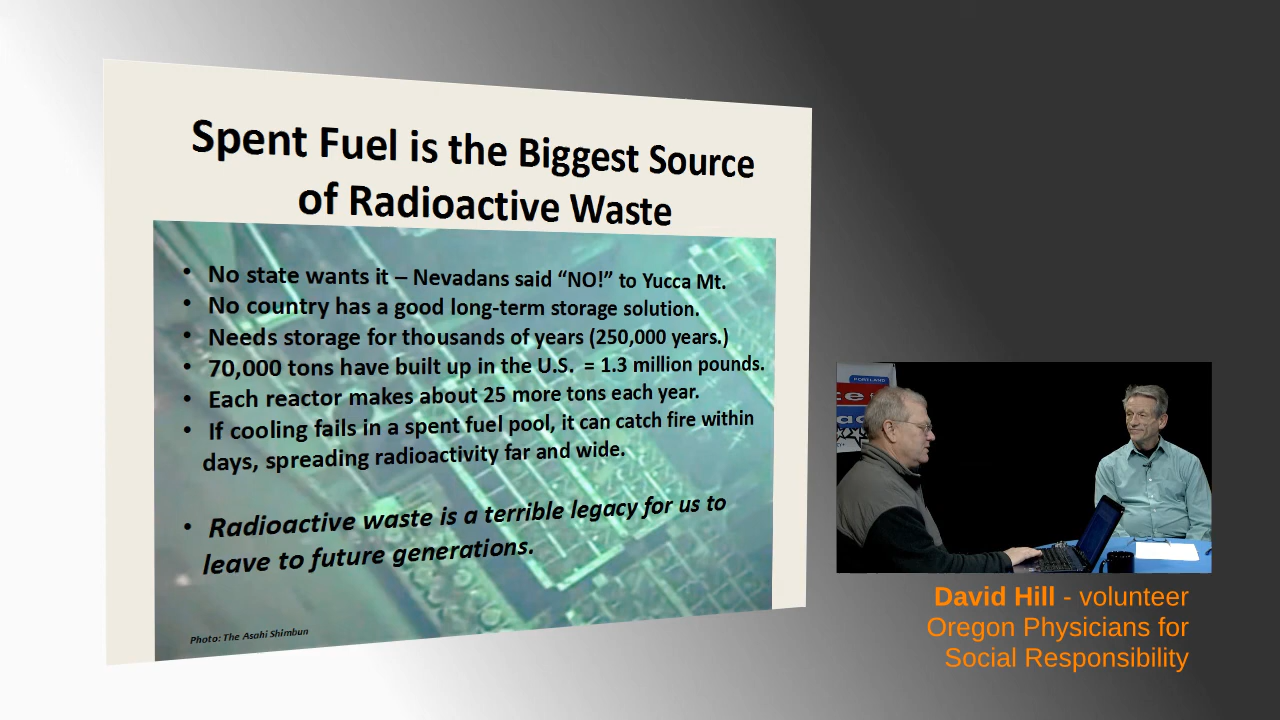 Spent Fuel is the Biggest Source
of Radioactive Waste
• No state wants it – Nevadans said “NO!” to Yucca Mt.
• No country has a good long-term storage solution.
• Needs storage for thousands of years (250,000 years.)
• 70,000 tons have built up in the U.S. = 1.3 million pounds.
• Each reactor makes about 25 more tons each year.
• If cooling fails in a spent fuel pool, it can catch fire within
days, spreading radioactivity far and wide.
• Radioactive waste is a terrible legacy for us to
leave to future generations.
Photo: The Asahi Shimbun
PORTLAND
David Hill - volunteer
Oregon Physicians for
Social Responsibility